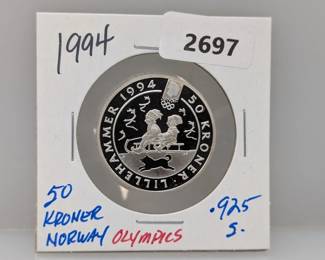 1994
2697
LILLEHAMMER 1994
50 KRONER
50
KRONER
NORWAY OLYMPICS
.925
S.